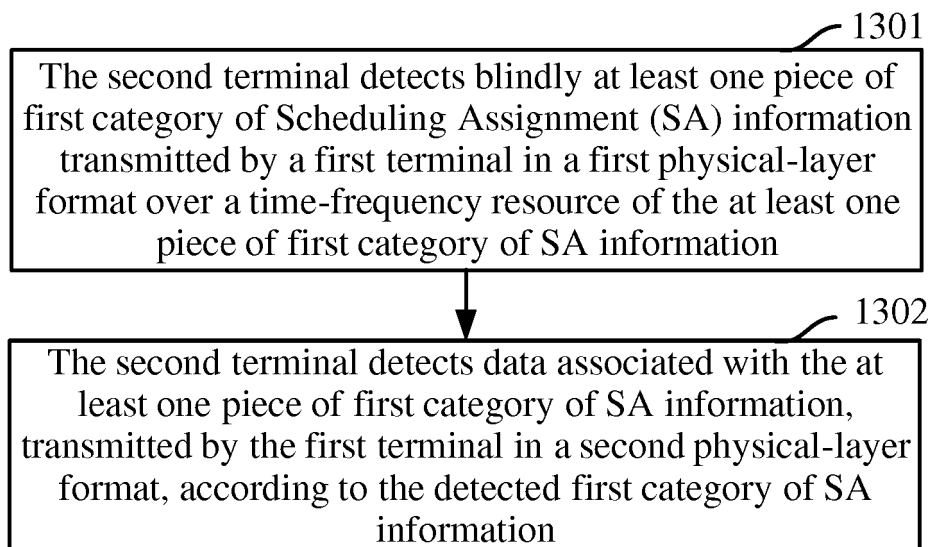 1301
The second terminal detects blindly at least one piece of
first category of Scheduling Assignment (SA) information
transmitted by a first terminal in a first physical-layer
format over a time-frequency resource of the at least one
piece of first category of SA information
1302
The second terminal detects data associated with the at
least one piece of first category of SA information,
transmitted by the first terminal in a second physical-layer
format, according to the detected first category of SA
information